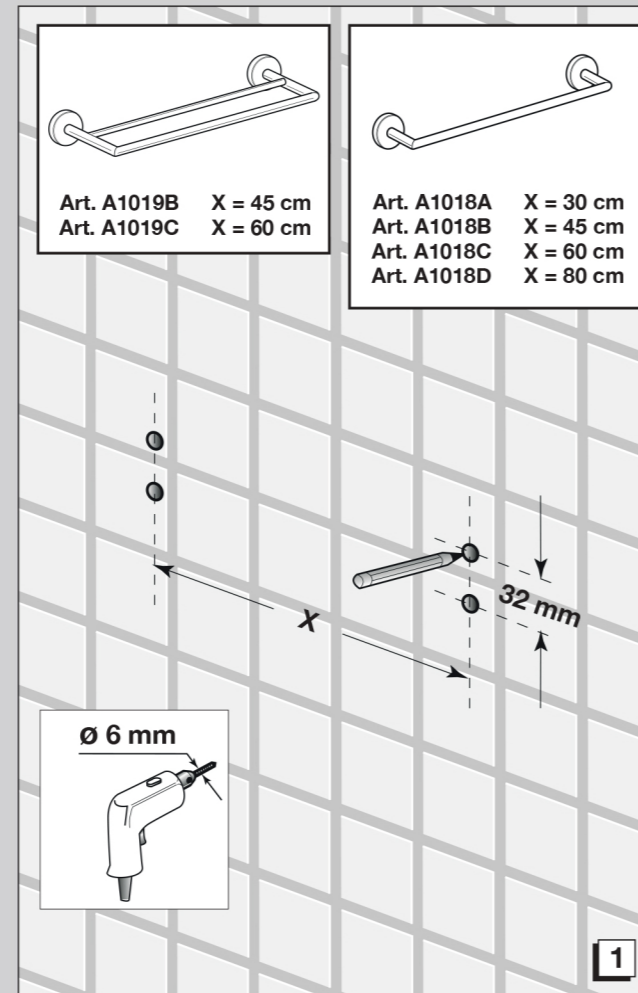 Art. A1019B X = 45 cm
Art. A1019C X = 60 cm
Art. A1018A X = 30 cm
Art. A1018B X = 45 cm
Art. A1018C X = 60 cm
Art. A1018D X = 80 cm
32 mm
X
Ø 6 mm
1